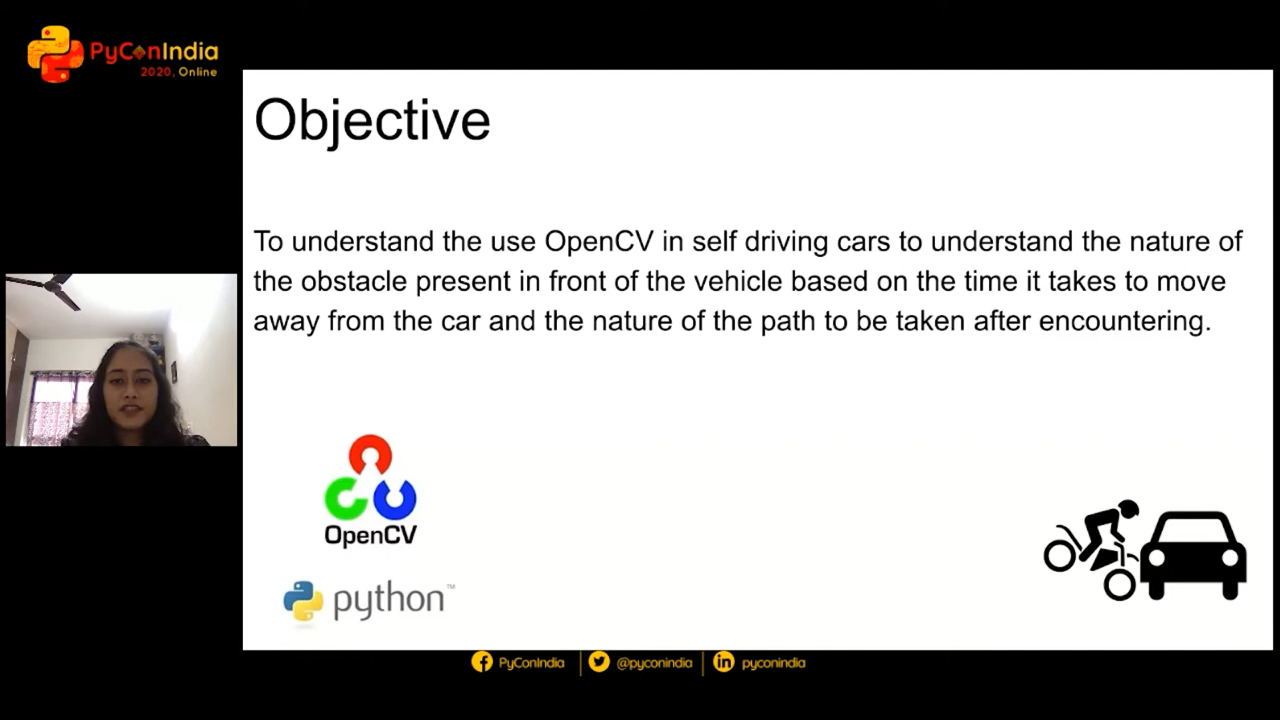 PyConIndia
2020, Online
Objective
To understand the use OpenCV in self driving cars to understand the nature of
the obstacle present in front of the vehicle based on the time it takes to move
away from the car and the nature of the path to be taken after encountering.
OpenCV
python™
PyConIndia
@pyconindia
pyconindia